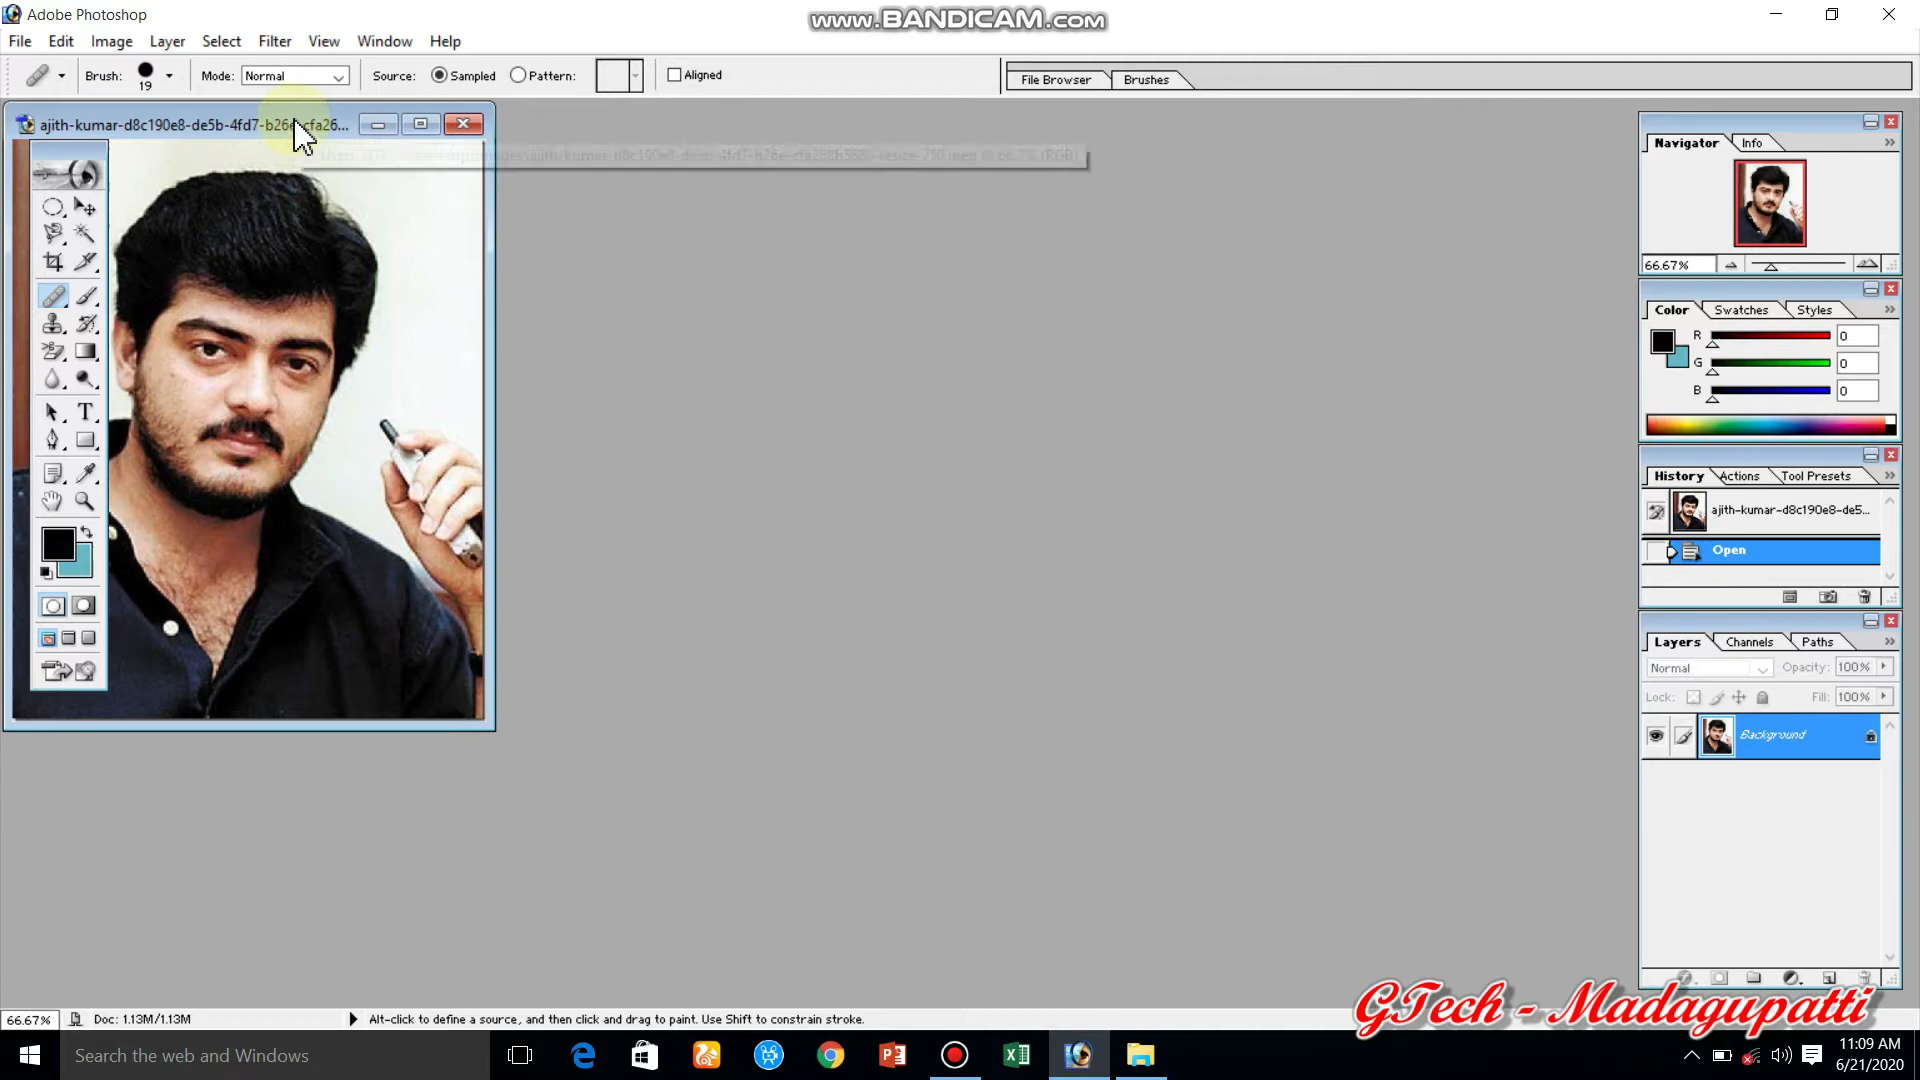 Adobe Photoshop
www.BANDICAM.com
File Edit Image Layer Select Filter View Window Help
Brush: 19 Mode: Normal Source: Sampled Pattern: Aligned File Browser Brushes
ajith-kumar-d8c190e8-de5b-4fd7-b26e-cfa26...
Navigator Info
66.67%
Color Swatches Styles
R 0
G 0
B 0
History Actions Tool Presets
ajith-kumar-d8c190e8-de5...
Open
Layers Channels Paths
Normal Opacity: 100%
Lock: Fill: 100%
Background
GTech - Madagupatti
66.67% Doc: 1.13M/1.13M Alt-click to define a source, and then click and drag to paint. Use Shift to constrain stroke.
Search the web and Windows
11:09 AM
6/21/2020